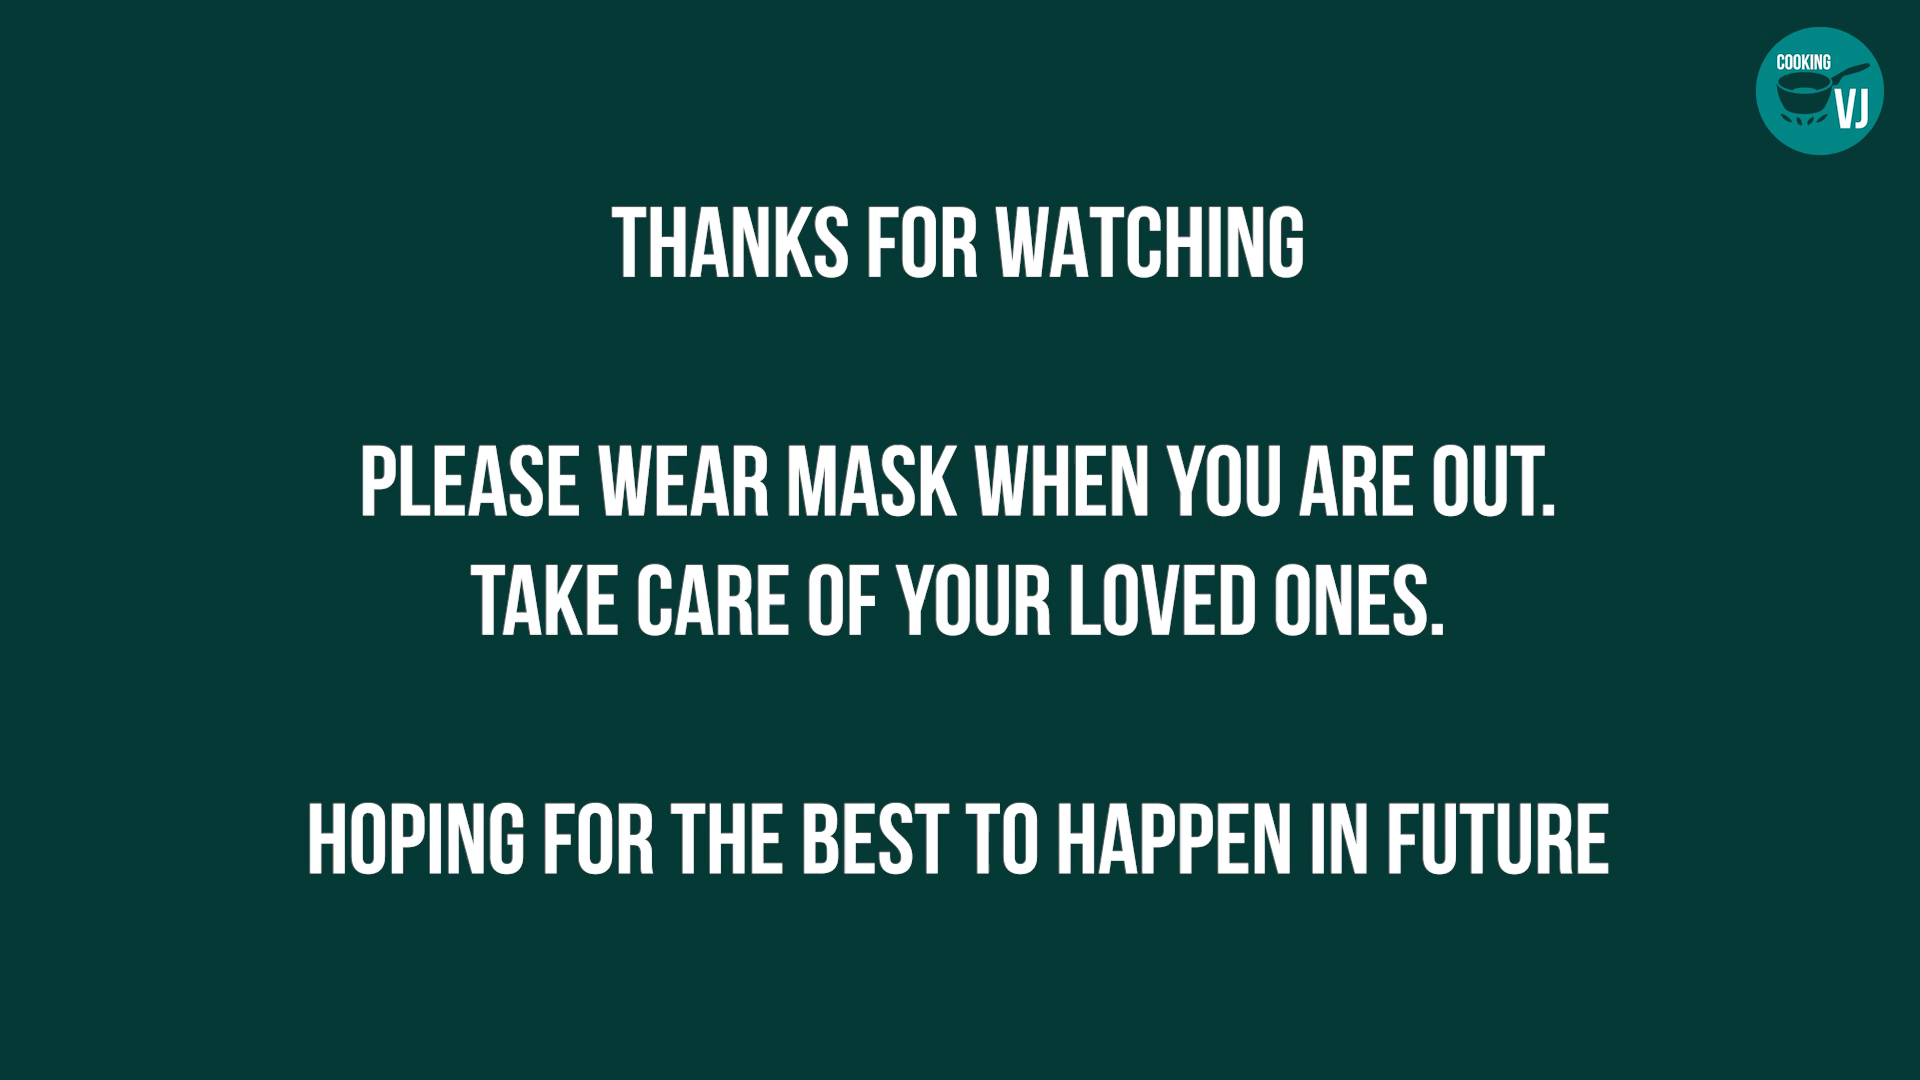 COOKING
VJ
THANKS FOR WATCHING
PLEASE WEAR MASK WHEN YOU ARE OUT.
TAKE CARE OF YOUR LOVED ONES.
HOPING FOR THE BEST TO HAPPEN IN FUTURE